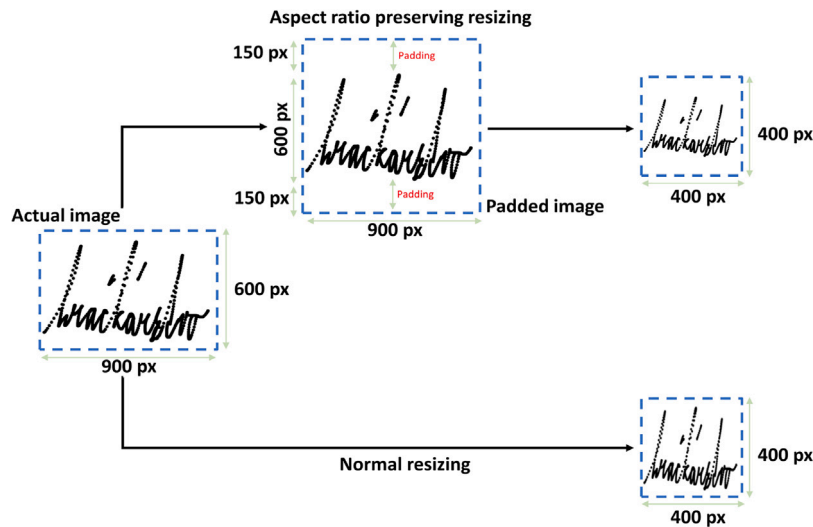 Aspect ratio preserving resizing
150 px
Padding
600 px
150 px
Padding
Padded image
900 px
400 px
400 px
Actual image
600 px
900 px
Normal resizing
400 px
400 px